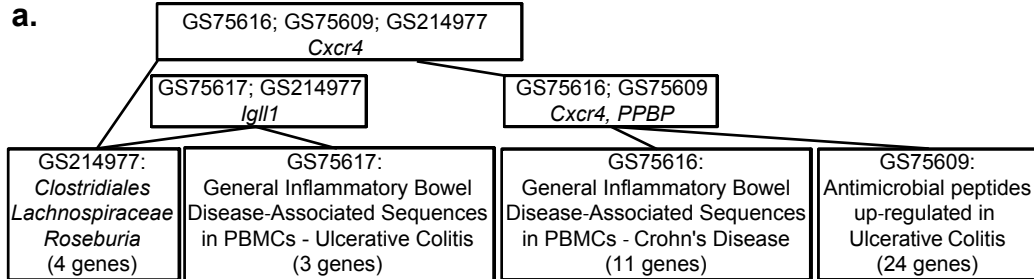 a.
GS75616; GS75609; GS214977
Cxcr4
GS75617; GS214977
Igll1
GS75616; GS75609
Cxcr4, PPBP
GS214977:
Clostridiales
Lachnospiraceae
Roseburia
(4 genes)
GS75617:
General Inflammatory Bowel
Disease-Associated Sequences
in PBMCs - Ulcerative Colitis
(3 genes)
GS75616:
General Inflammatory Bowel
Disease-Associated Sequences
in PBMCs - Crohn's Disease
(11 genes)
GS75609:
Antimicrobial peptides
up-regulated in
Ulcerative Colitis
(24 genes)